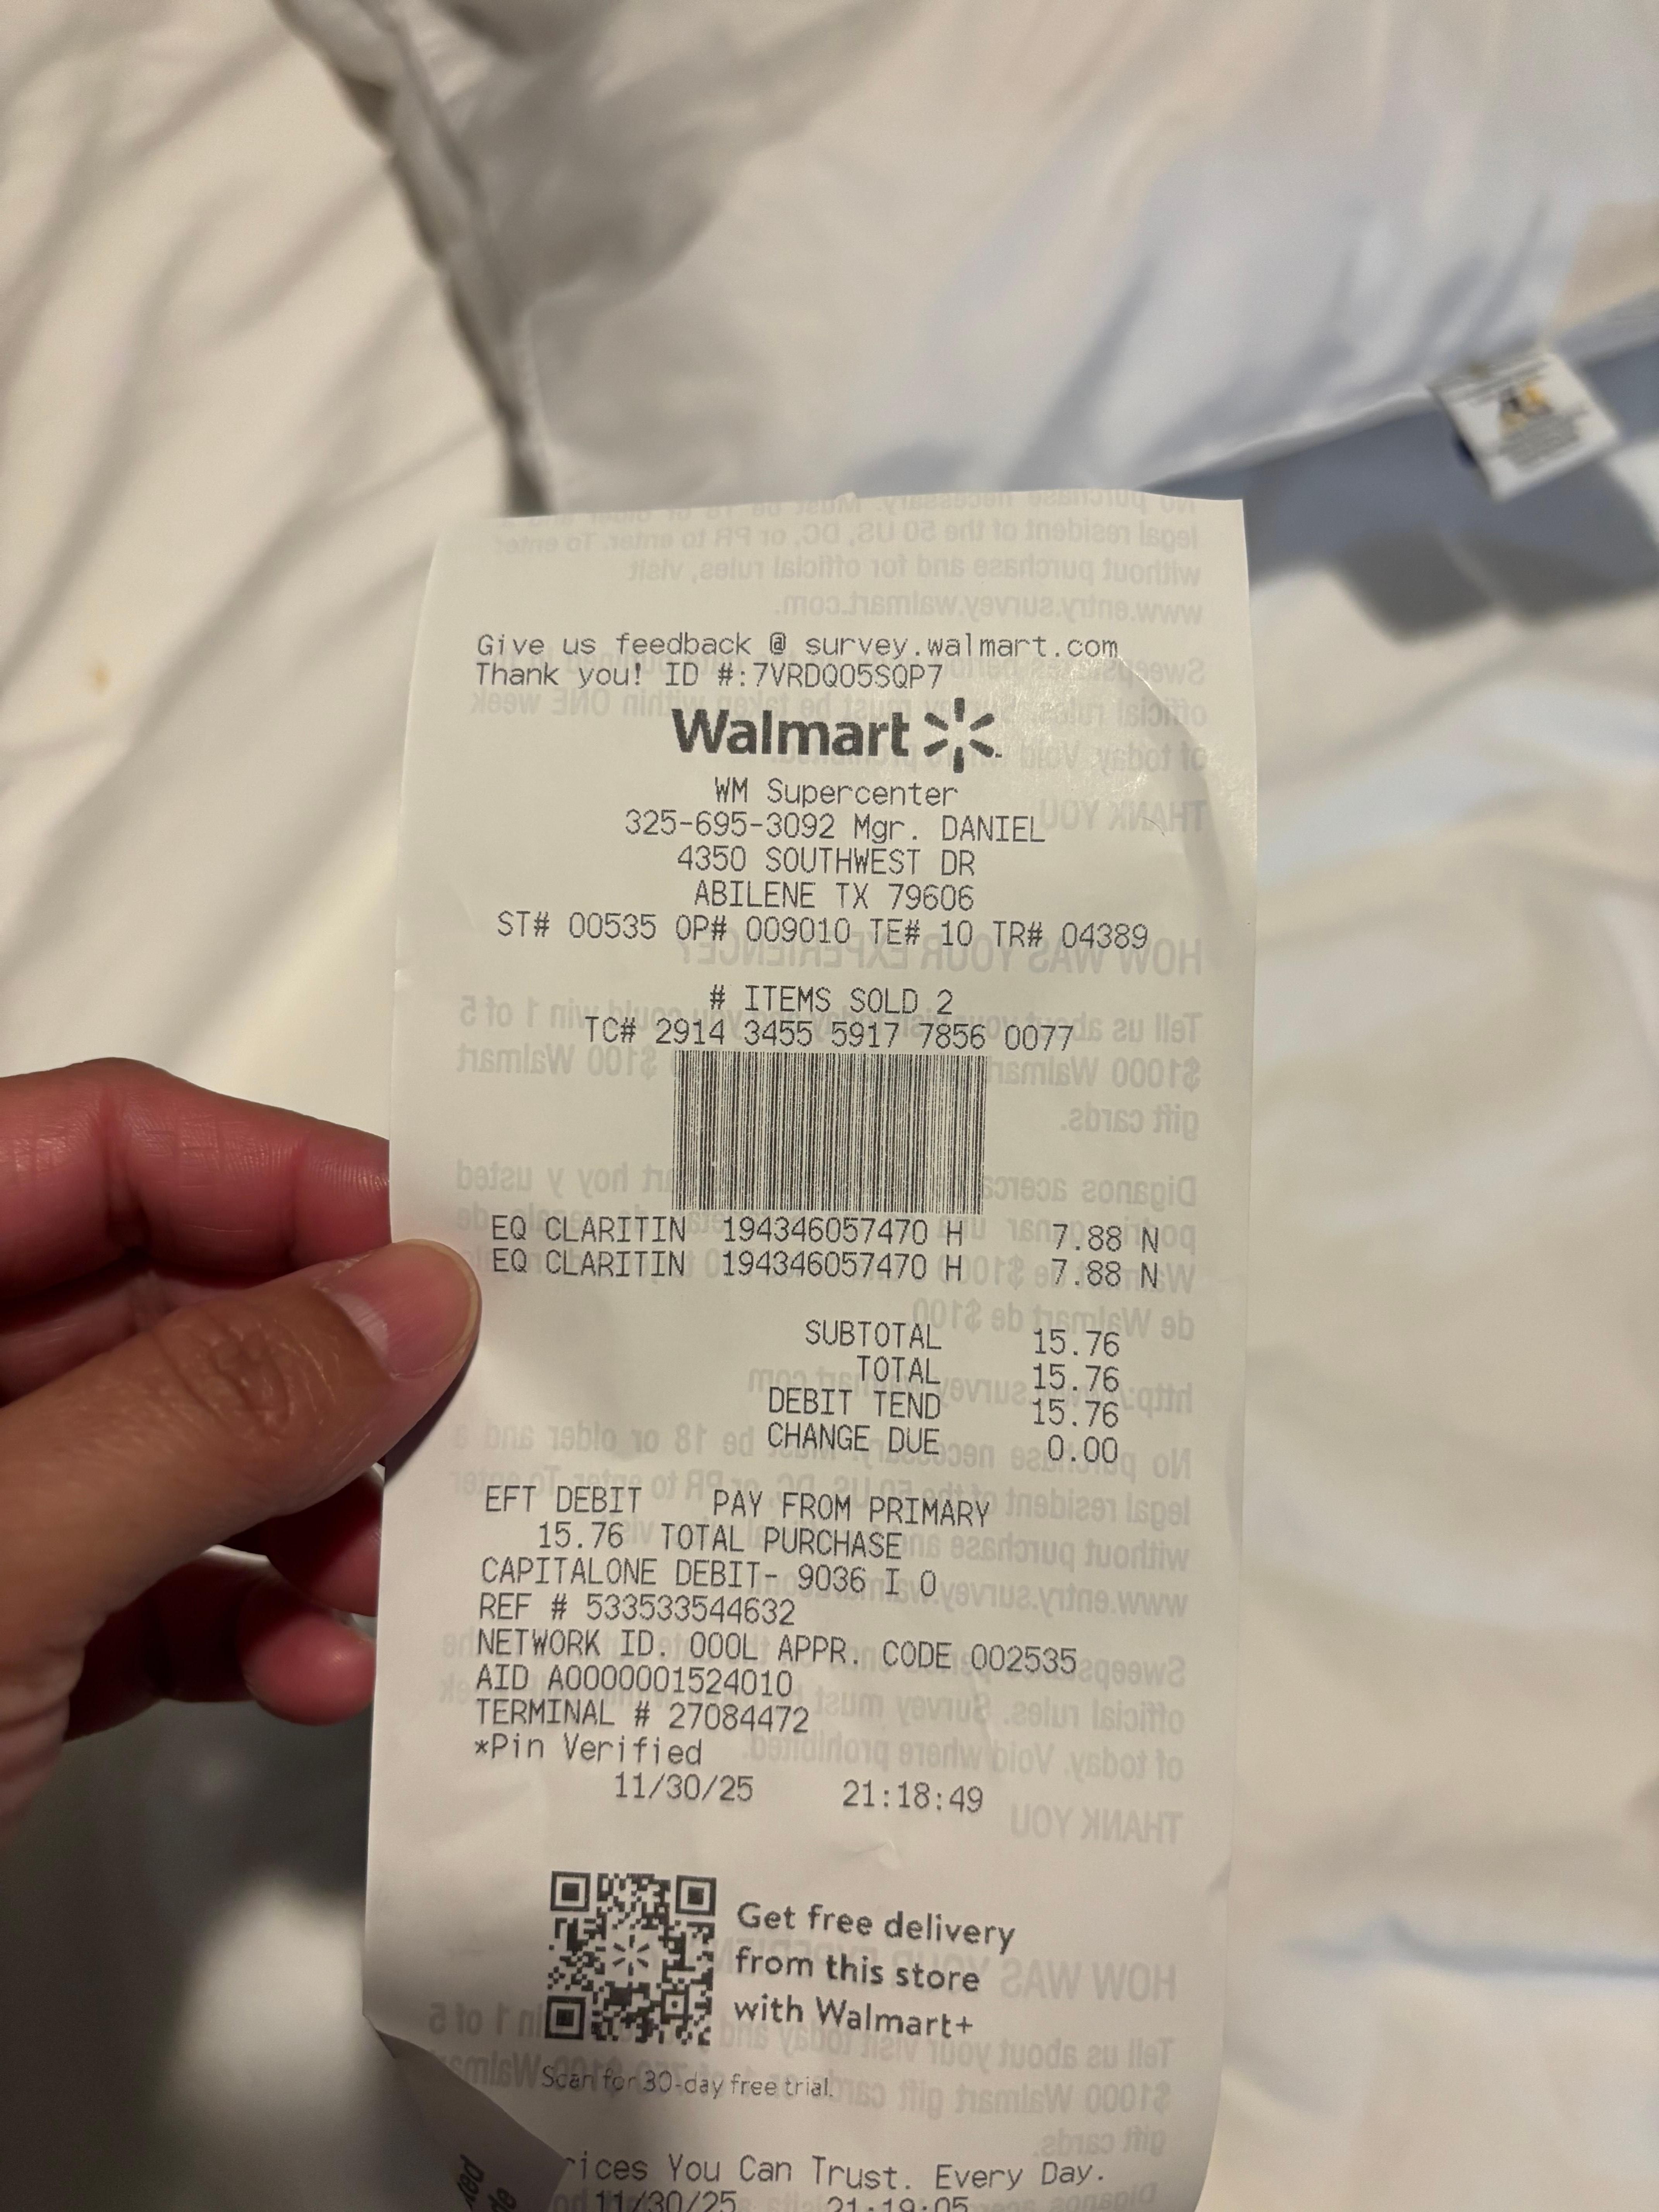 Give us feedback @ survey.walmart.com
Thank you! ID #:7VRDQO5SQP7
Walmart
WM Supercenter
325-695-3092 Mgr. DANIEL
4350 SOUTHWEST DR
ABILENE TX 79606
ST# 00535 OP# 009010 TE# 10 TR# 04389
# ITEMS SOLD 2
TC# 2914 3455 5917 7856 0077
EQ CLARITIN 194346057470 H 7.88 N
EQ CLARITIN 194346057470 H 7.88 N
SUBTOTAL 15.76
TOTAL 15.76
DEBIT TEND 15.76
CHANGE DUE 0.00
EFT DEBIT PAY FROM PRIMARY
15.76 TOTAL PURCHASE
CAPITALONE DEBIT- 9036 I 0
REF # 533533544632
NETWORK ID. 000L APPR. CODE 002535
AID A0000001524010
TERMINAL # 27084472
*Pin Verified
11/30/25 21:18:49
Get free delivery
from this store
with Walmart+
Scan for 30-day free trial.
rices You Can Trust. Every Day.
11/30/25 21:19:05